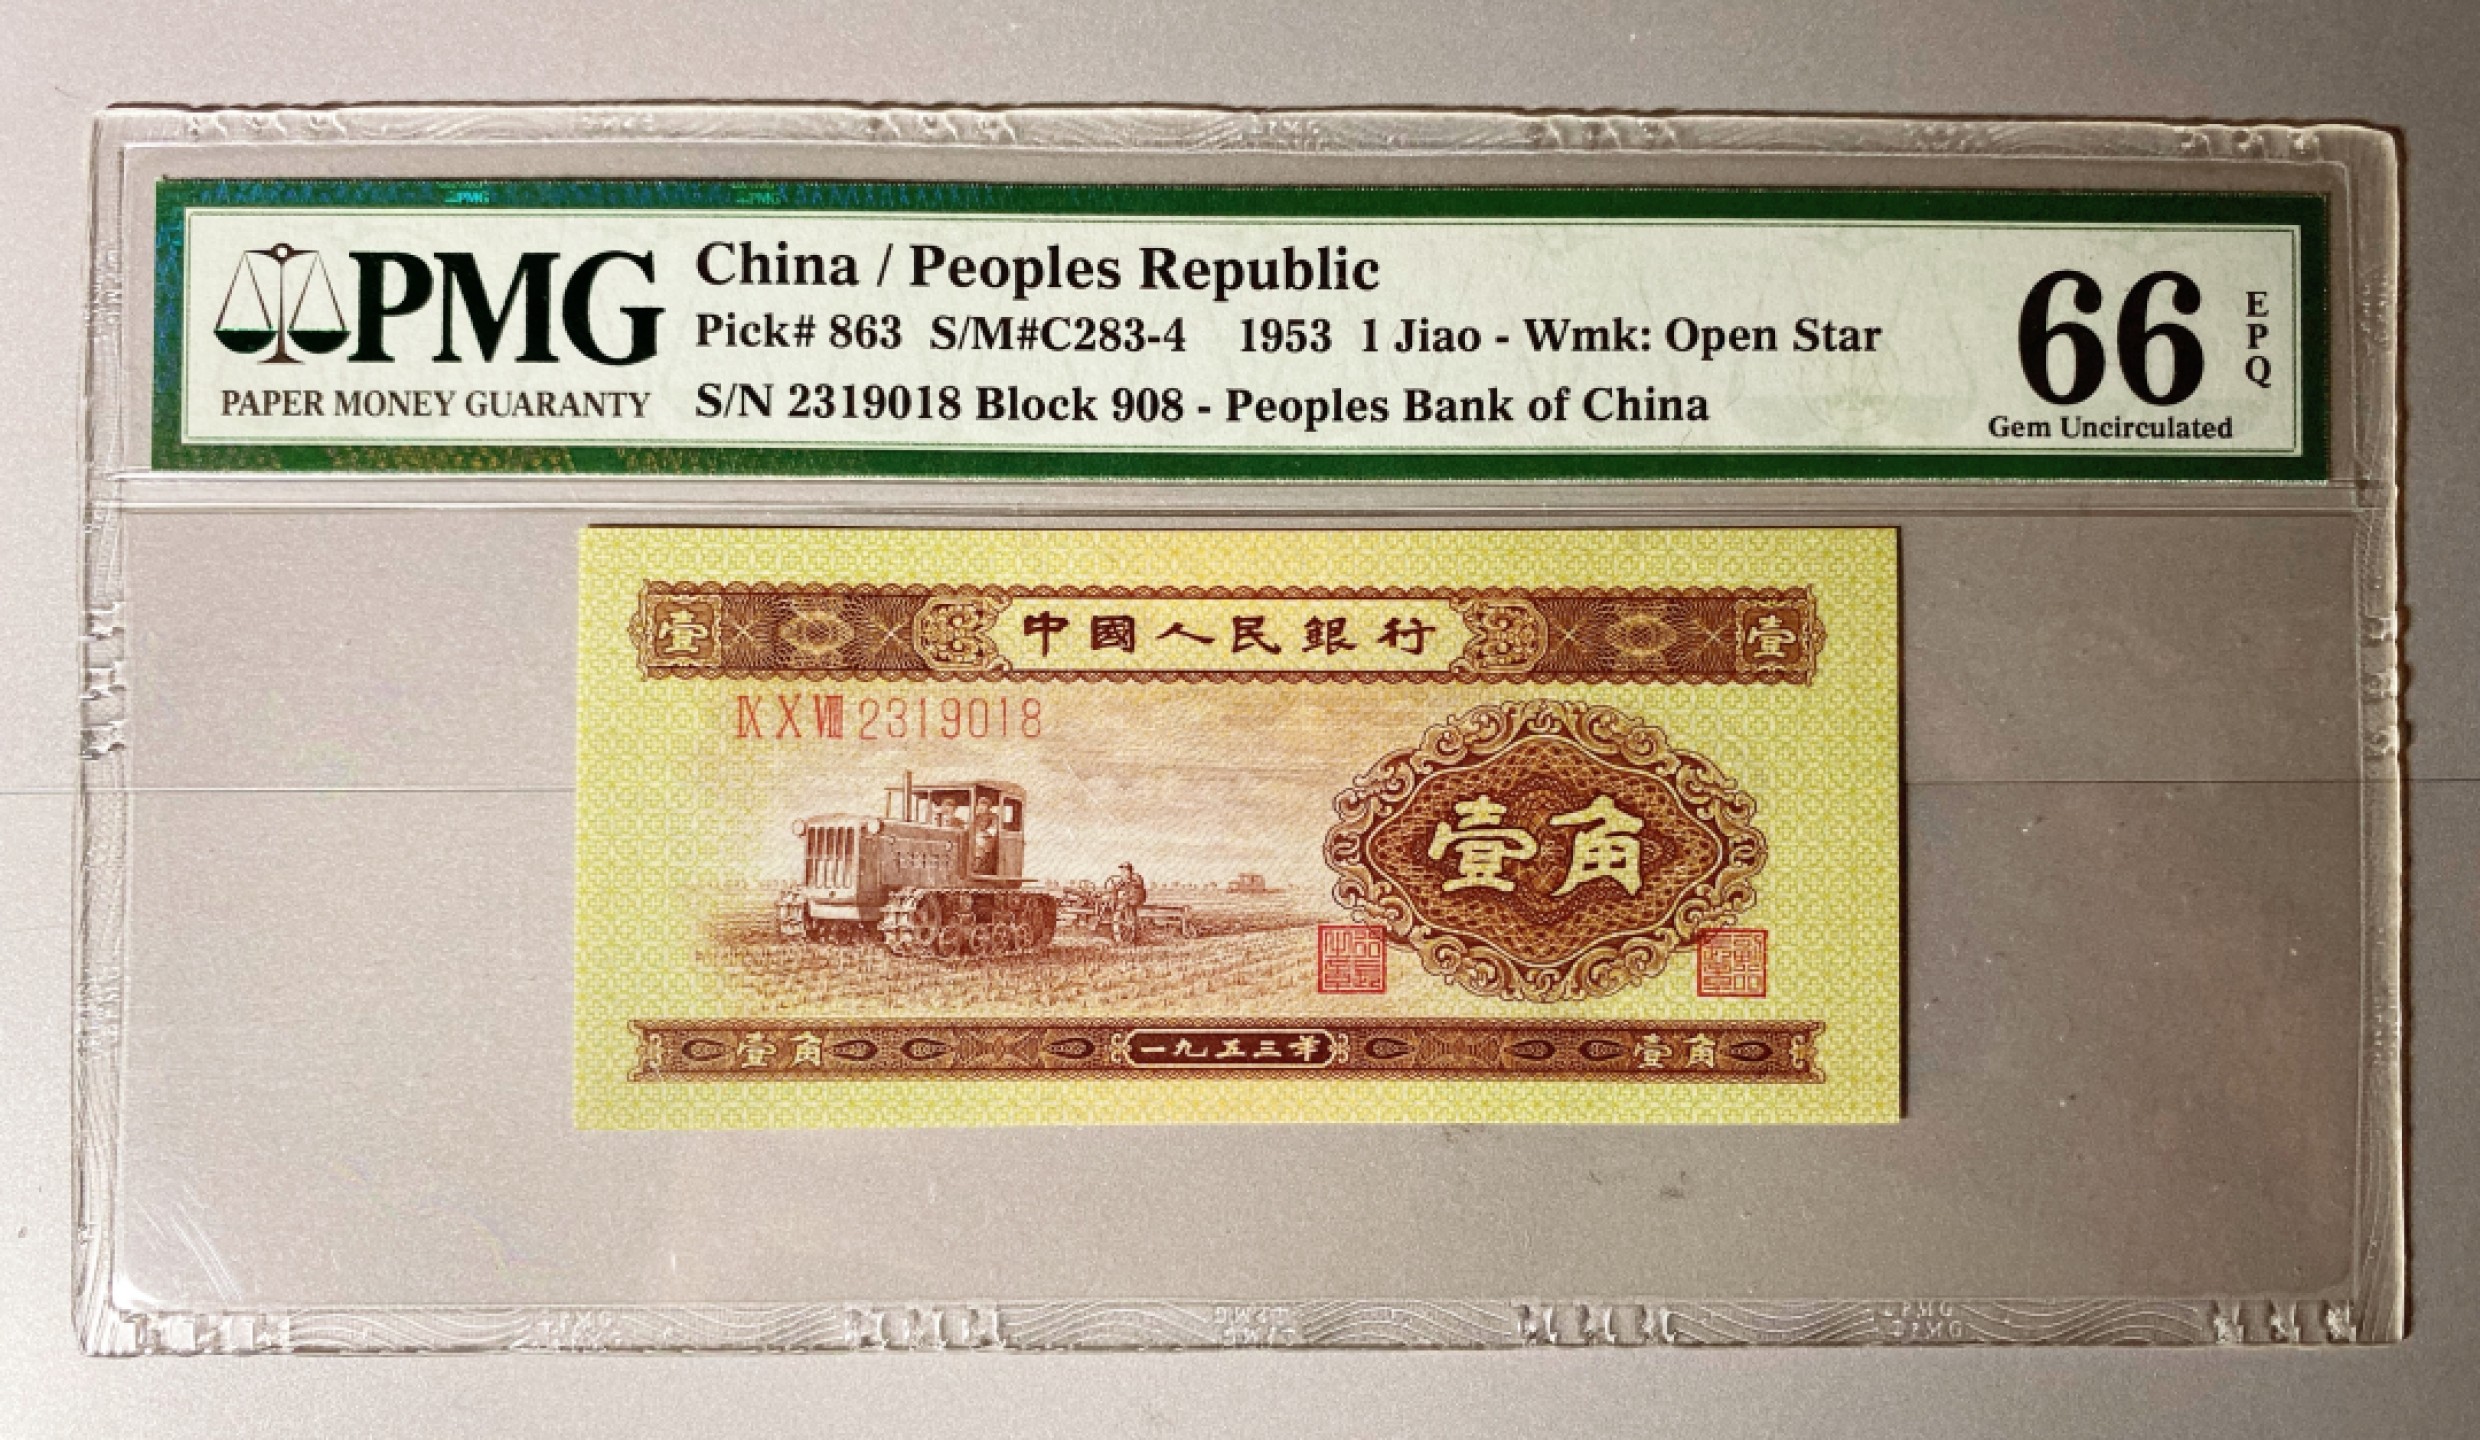 PMG
PAPER MONEY GUARANTY
China / Peoples Republic
Pick# 863 S/M#C283-4 1953 1 Jiao - Wmk: Open Star
S/N 2319018 Block 908 - Peoples Bank of China
66
EPQ
Gem Uncirculated
壹 中國人民銀行 壹
IX X VIII 2319018
壹角
壹角 一九五三年 壹角